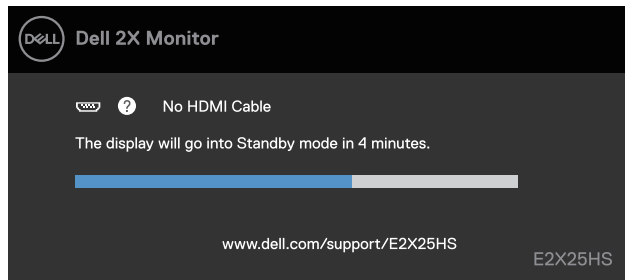 DELL
Dell 2X Monitor
? No HDMI Cable
The display will go into Standby mode in 4 minutes.
www.dell.com/support/E2X25HS
E2X25HS